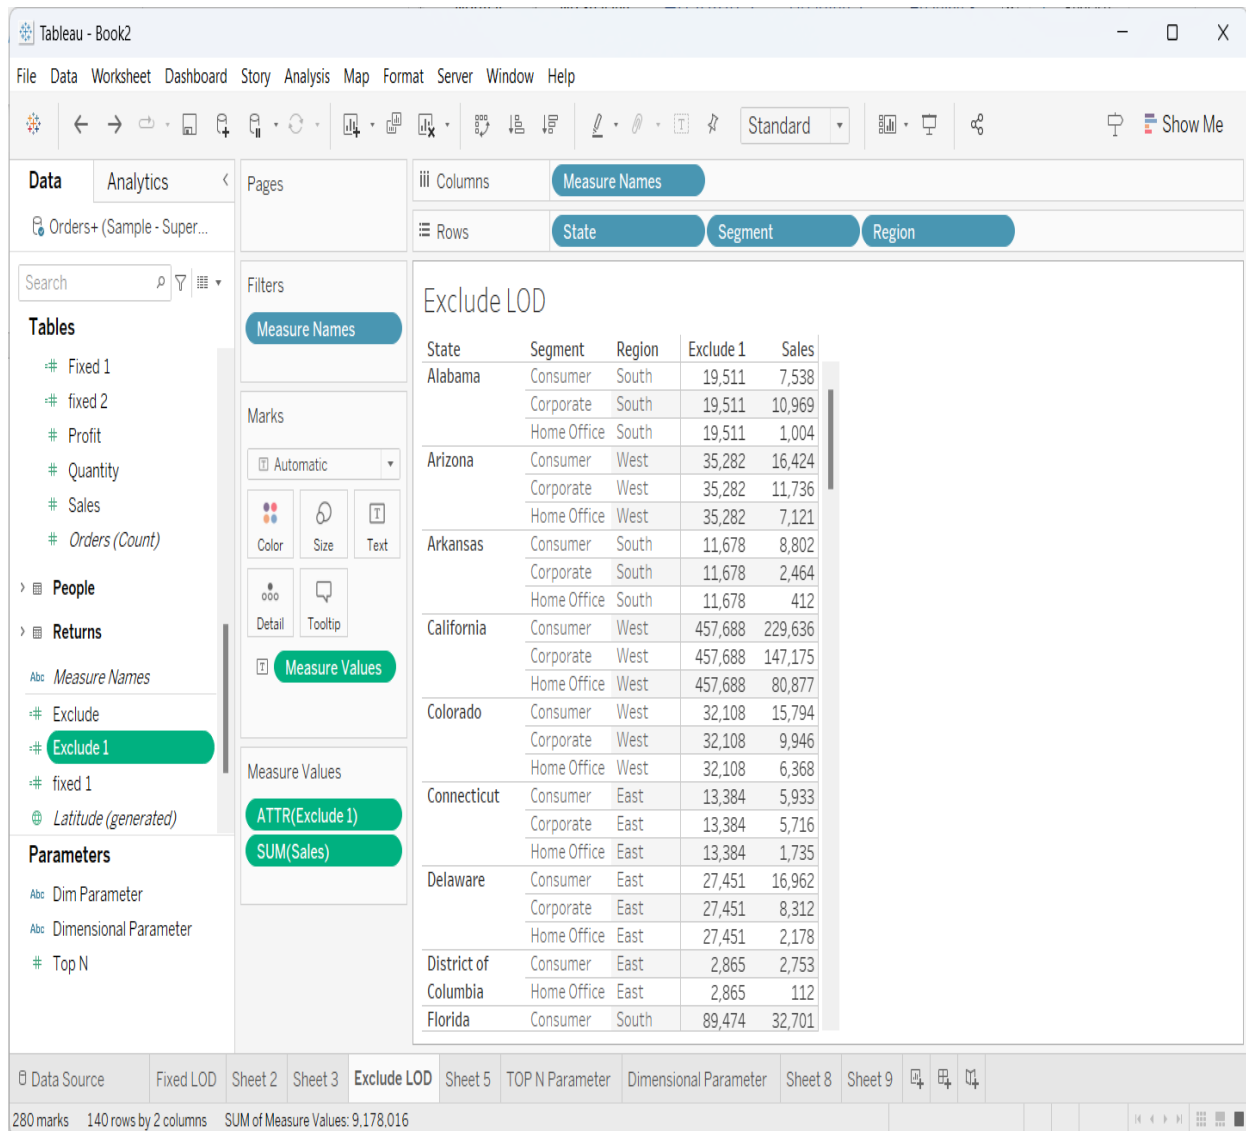 Tableau - Book2
File Data Worksheet Dashboard Story Analysis Map Format Server Window Help
Standard
Show Me
Data Analytics
Orders+ (Sample - Super...
Search
Tables
Fixed 1
fixed 2
Profit
Quantity
Sales
Orders (Count)
People
Returns
Abc Measure Names
Exclude
Exclude 1
fixed 1
Latitude (generated)
Parameters
Abc Dim Parameter
Abc Dimensional Parameter
# Top N
Pages
Filters
Measure Names
Marks
Automatic
Color Size Text
Detail Tooltip
Measure Values
Measure Values
ATTR(Exclude 1)
SUM(Sales)
Columns Measure Names
Rows State Segment Region
Exclude LOD
State Segment Region Exclude 1 Sales
Alabama Consumer South 19,511 7,538
Corporate South 19,511 10,969
Home Office South 19,511 1,004
Arizona Consumer West 35,282 16,424
Corporate West 35,282 11,736
Home Office West 35,282 7,121
Arkansas Consumer South 11,678 8,802
Corporate South 11,678 2,464
Home Office South 11,678 412
California Consumer West 457,688 229,636
Corporate West 457,688 147,175
Home Office West 457,688 80,877
Colorado Consumer West 32,108 15,794
Corporate West 32,108 9,946
Home Office West 32,108 6,368
Connecticut Consumer East 13,384 5,933
Corporate East 13,384 5,716
Home Office East 13,384 1,735
Delaware Consumer East 27,451 16,962
Corporate East 27,451 8,312
Home Office East 27,451 2,178
District of Consumer East 2,865 2,753
Columbia Home Office East 2,865 112
Florida Consumer South 89,474 32,701
Data Source Fixed LOD Sheet 2 Sheet 3 Exclude LOD Sheet 5 TOP N Parameter Dimensional Parameter Sheet 8 Sheet 9
280 marks 140 rows by 2 columns SUM of Measure Values: 9,178,016